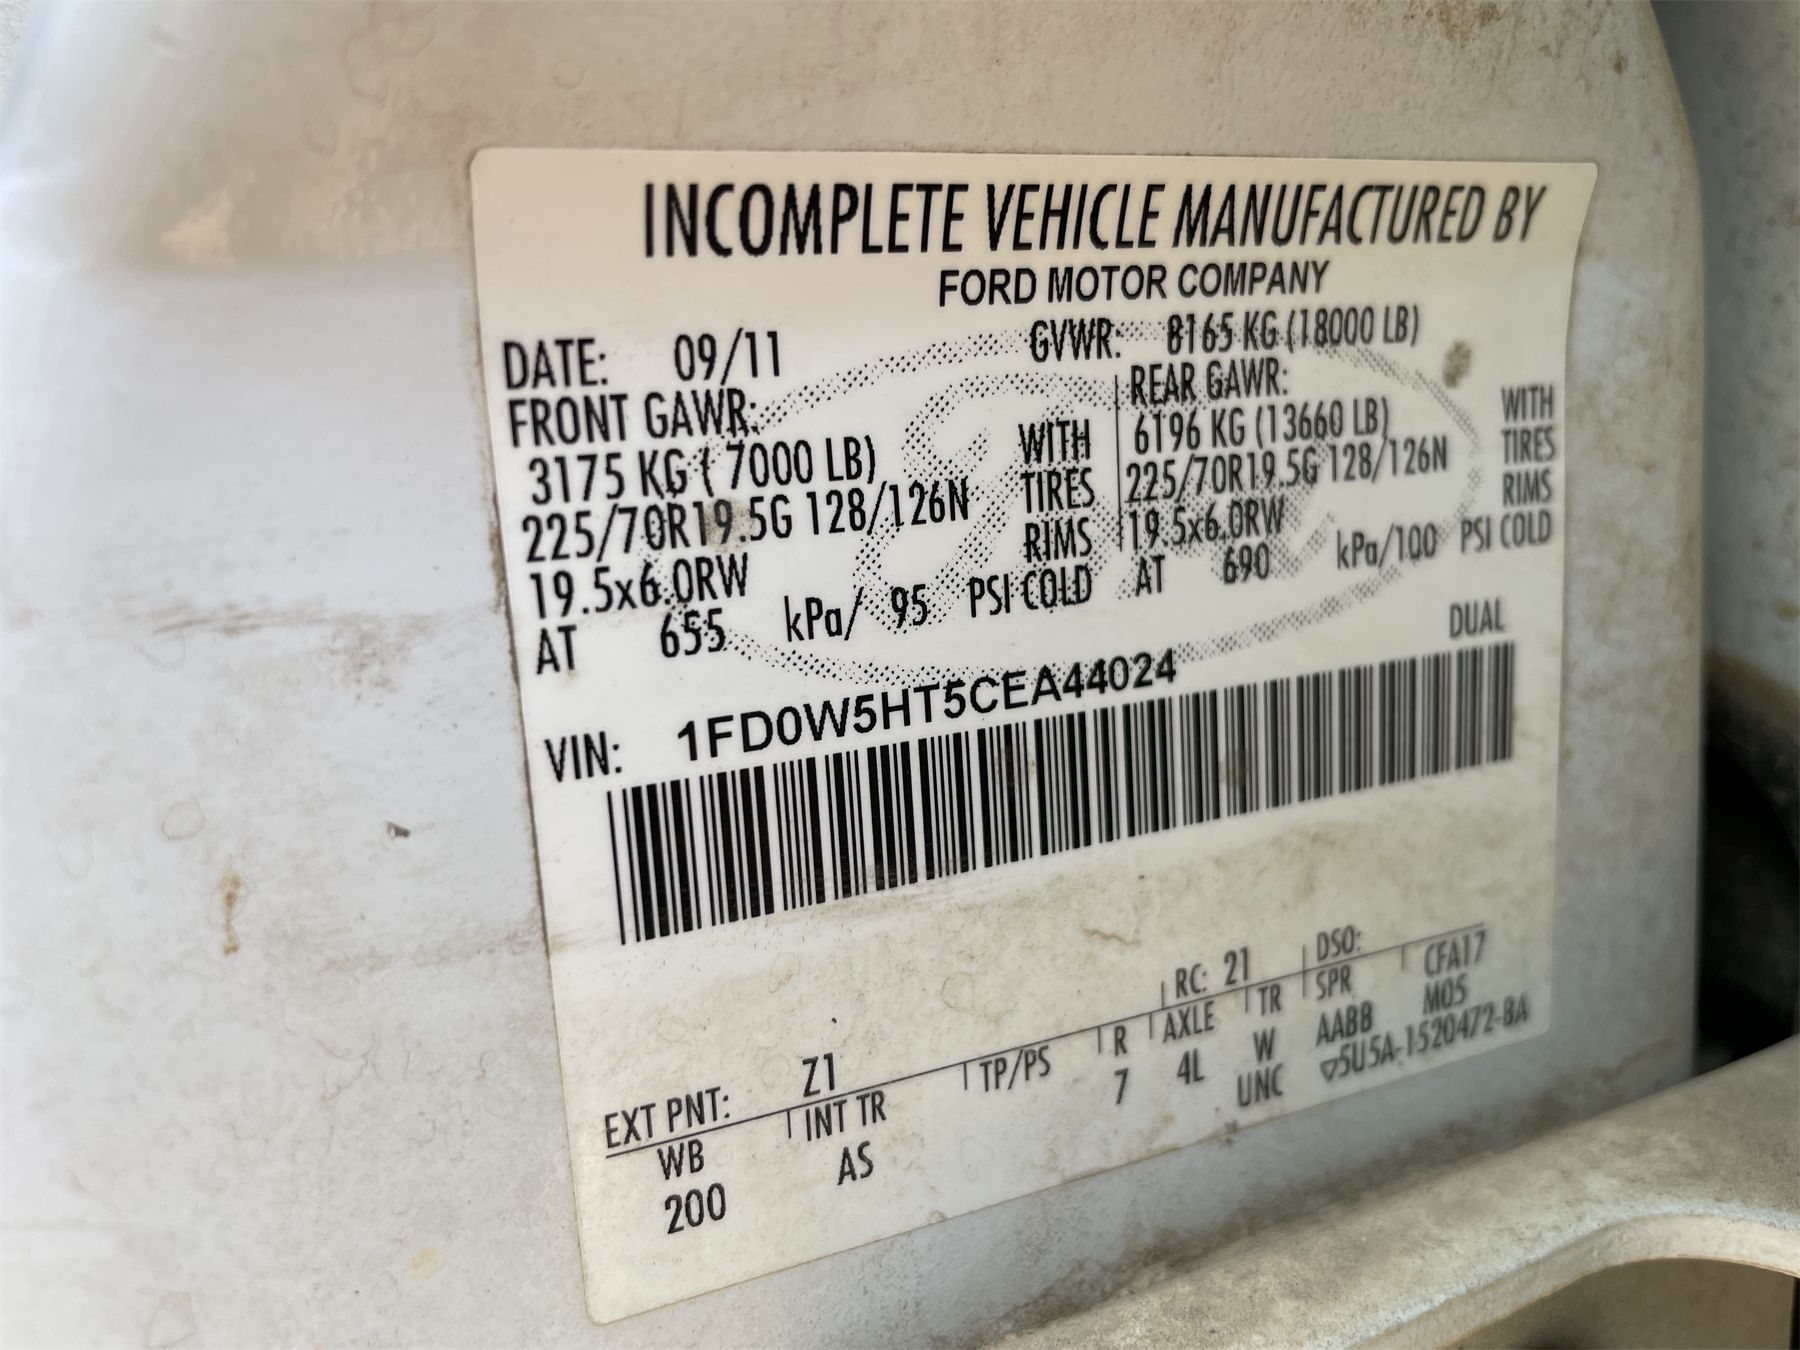 INCOMPLETE VEHICLE MANUFACTURED BY
FORD MOTOR COMPANY
DATE: 09/11 GVWR: 8165 KG (18000 LB)
FRONT GAWR: REAR GAWR:
3175 KG ( 7000 LB) WITH 6196 KG (13660 LB) WITH
225/70R19.5G 128/126N TIRES 225/70R19.5G 128/126N TIRES
19.5x6.0RW RIMS 19.5x6.0RW RIMS
AT 655 kPa/ 95 PSI COLD AT 690 kPa/100 PSI COLD
DUAL
VIN: 1FD0W5HT5CEA44024
EXT PNT: Z1 RC: 21 DSO:
WB INT TR TP/PS R AXLE TR SPR CFA17
200 AS 7 4L W AABB M05
UNC ▽5U5A-1520472-BA